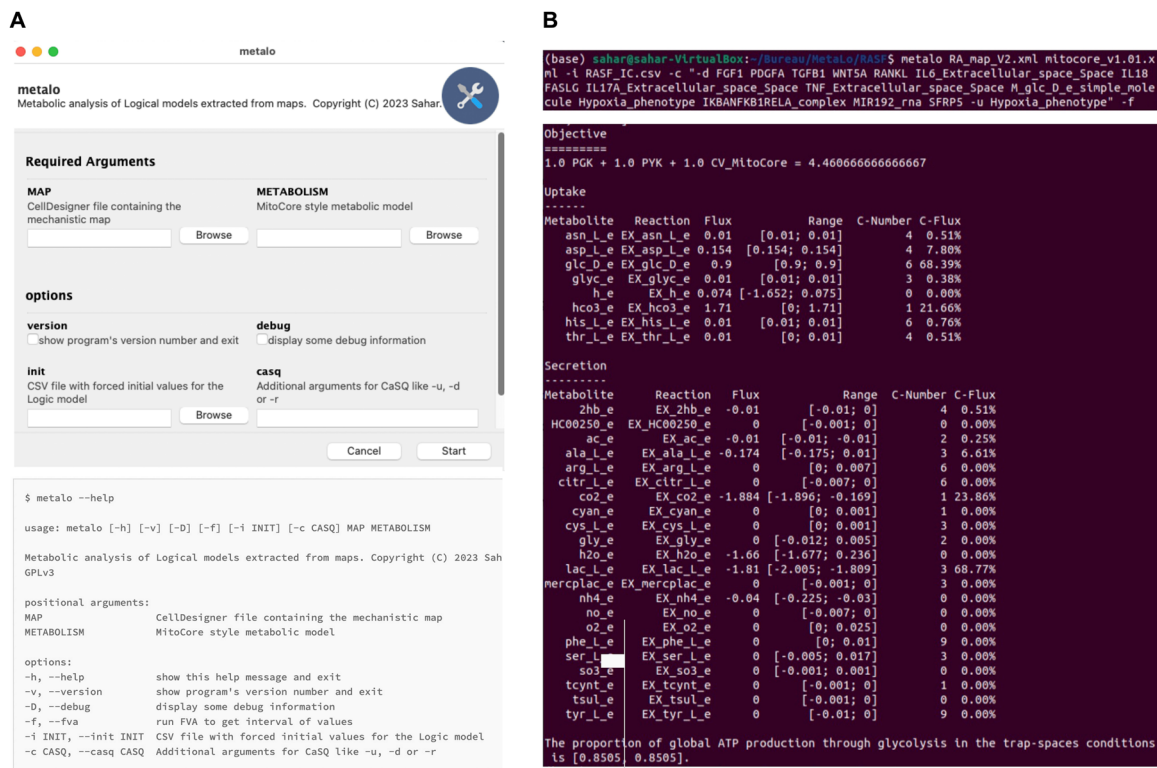 A
metalo
metalo
Metabolic analysis of Logical models extracted from maps. Copyright (C) 2023 Sahar.
Required Arguments
MAP
CellDesigner file containing the
mechanistic map
Browse
METABOLISM
MitoCore style metabolic model
Browse
options
version
show program's version number and exit
debug
display some debug information
init
CSV file with forced initial values for the
Logic model
Browse
casq
Additional arguments for CaSQ like -u, -d
or -r
Cancel Start
$ metalo --help
usage: metalo [-h] [-v] [-D] [-f] [-i INIT] [-c CASQ] MAP METABOLISM
Metabolic analysis of Logical models extracted from maps. Copyright (C) 2023 Sah
GPLv3
positional arguments:
MAP CellDesigner file containing the mechanistic map
METABOLISM MitoCore style metabolic model
options:
-h, --help show this help message and exit
-v, --version show program's version number and exit
-D, --debug display some debug information
-f, --fva run FVA to get interval of values
-i INIT, --init INIT CSV file with forced initial values for the Logic model
-c CASQ, --casq CASQ Additional arguments for CaSQ like -u, -d or -r
B
(base) sahar@sahar-VirtualBox:~/Bureau/MetaLo/RASF$ metalo RA_map_V2.xml mitocore_v1.01.x
ml -i RASF_IC.csv -c "-d FGF1 PDGFA TGFB1 WNT5A RANKL IL6_Extracellular_space_Space IL18
FASLG IL17A_Extracellular_space_Space TNF_Extracellular_space_Space M_glc_D_e_simple_mole
cule Hypoxia_phenotype IKBANFKB1RELA_complex MIR192_rna SFRP5 -u Hypoxia_phenotype" -f
Objective
=========
1.0 PGK + 1.0 PYK + 1.0 CV_MitoCore = 4.460666666666667
Uptake
------
Metabolite Reaction Flux Range C-Number C-Flux
asn_L_e EX_asn_L_e 0.01 [0.01; 0.01] 4 0.51%
asp_L_e EX_asp_L_e 0.154 [0.154; 0.154] 4 7.80%
glc_D_e EX_glc_D_e 0.9 [0.9; 0.9] 6 68.39%
glyc_e EX_glyc_e 0.01 [0.01; 0.01] 3 0.38%
h_e EX_h_e 0.074 [-1.652; 0.075] 0 0.00%
hco3_e EX_hco3_e 1.71 [0; 1.71] 1 21.66%
his_L_e EX_his_L_e 0.01 [0.01; 0.01] 6 0.76%
thr_L_e EX_thr_L_e 0.01 [0; 0.01] 4 0.51%
Secretion
---------
Metabolite Reaction Flux Range C-Number C-Flux
2hb_e EX_2hb_e -0.01 [-0.01; 0] 4 0.51%
HC00250_e EX_HC00250_e 0 [-0.001; 0] 0 0.00%
ac_e EX_ac_e -0.01 [-0.01; -0.01] 2 0.25%
ala_L_e EX_ala_L_e -0.174 [-0.175; 0.01] 3 6.61%
arg_L_e EX_arg_L_e 0 [0; 0.007] 6 0.00%
citr_L_e EX_citr_L_e 0 [-0.007; 0] 6 0.00%
co2_e EX_co2_e -1.884 [-1.896; -0.169] 1 23.86%
cyan_e EX_cyan_e 0 [0; 0.001] 1 0.00%
cys_L_e EX_cys_L_e 0 [0; 0.001] 3 0.00%
gly_e EX_gly_e 0 [-0.012; 0.005] 2 0.00%
h2o_e EX_h2o_e -1.66 [-1.677; 0.236] 0 0.00%
lac_L_e EX_lac_L_e -1.81 [-2.005; -1.809] 3 68.77%
mercplac_e EX_mercplac_e 0 [-0.001; 0] 3 0.00%
nh4_e EX_nh4_e -0.04 [-0.225; -0.03] 0 0.00%
no_e EX_no_e 0 [-0.007; 0] 0 0.00%
o2_e EX_o2_e 0 [0; 0.025] 0 0.00%
phe_L_e EX_phe_L_e 0 [0; 0.01] 9 0.00%
ser_L_e EX_ser_L_e 0 [-0.005; 0.017] 3 0.00%
so3_e EX_so3_e 0 [-0.001; 0.001] 0 0.00%
tcynt_e EX_tcynt_e 0 [-0.001; 0] 1 0.00%
tsul_e EX_tsul_e 0 [-0.001; 0] 0 0.00%
tyr_L_e EX_tyr_L_e 0 [-0.01; 0] 9 0.00%
The proportion of global ATP production through glycolysis in the trap-spaces conditions
is [0.8505, 0.8505].